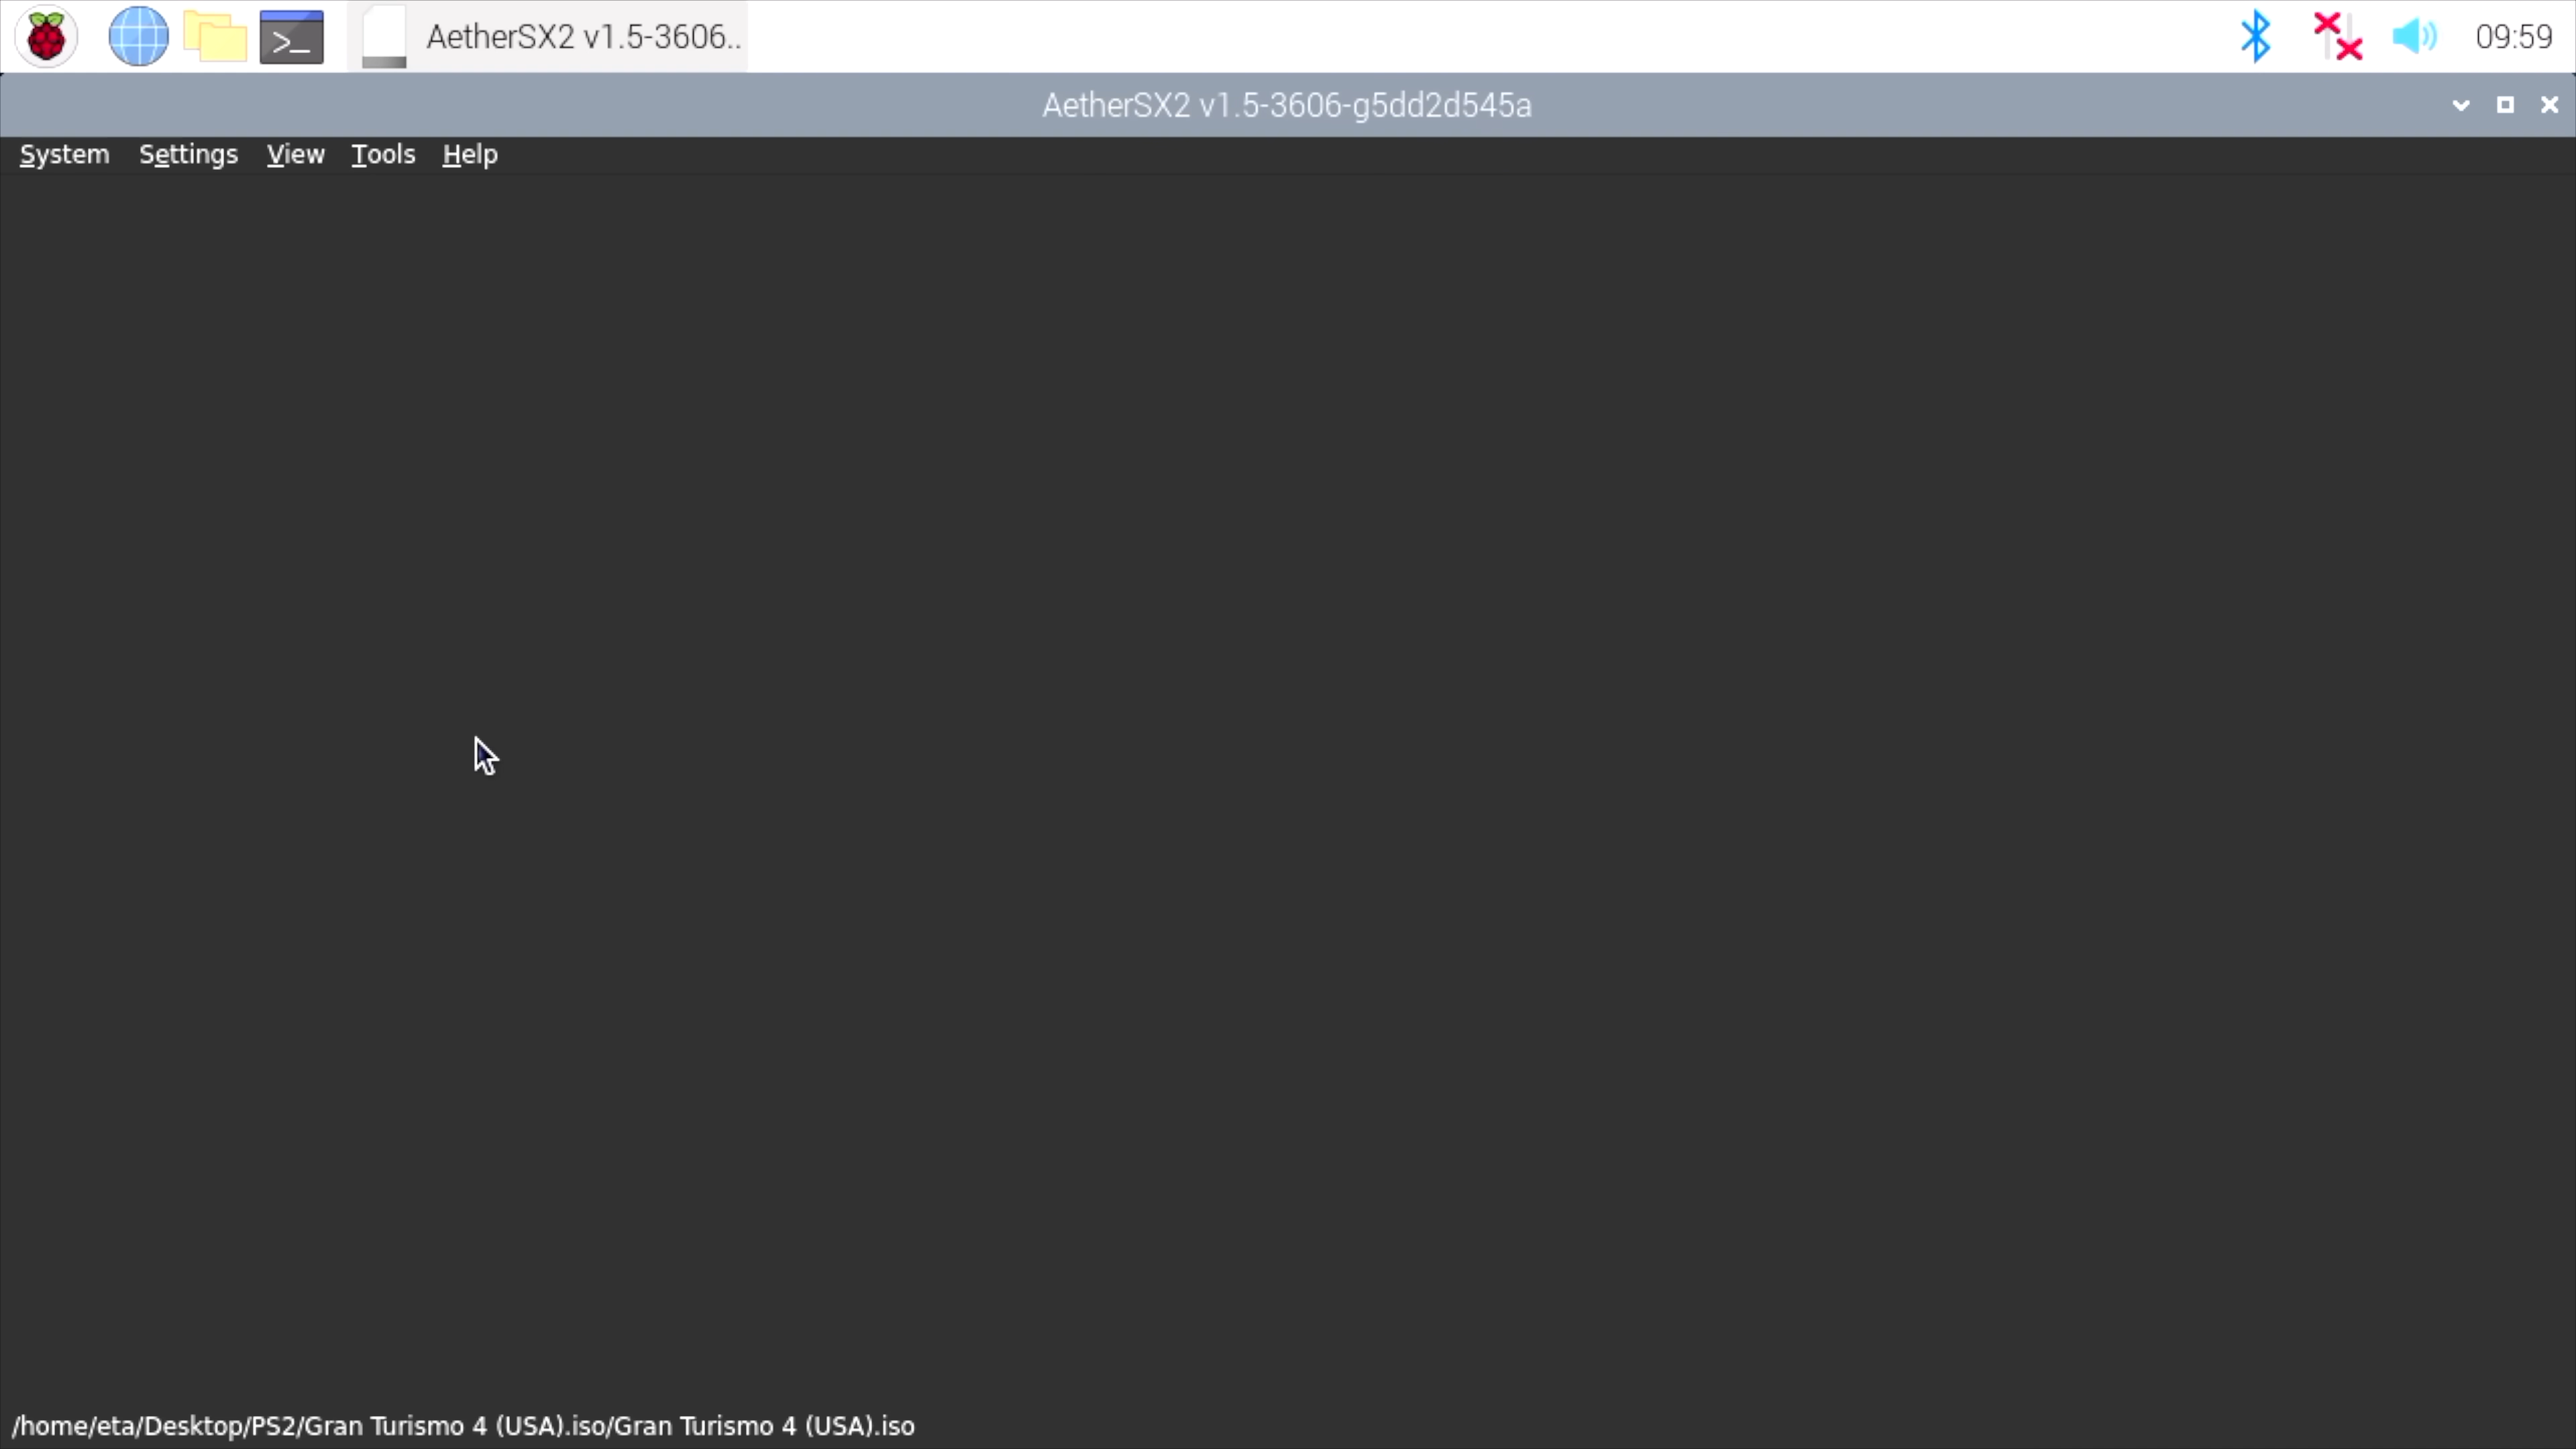 AetherSX2 v1.5-3606..
09:59
AetherSX2 v1.5-3606-g5dd2d545a
System Settings View Tools Help
/home/eta/Desktop/PS2/Gran Turismo 4 (USA).iso/Gran Turismo 4 (USA).iso